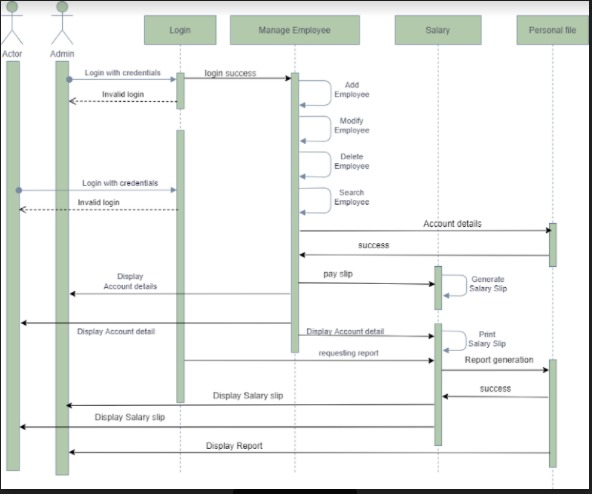 Login
Manage Employee
Salary
Personal file
Actor
Admin
Login with credentials
login success
Invalid login
Add
Employee
Modify
Employee
Delete
Employee
Login with credentials
Search
Employee
Invalid login
Account details
success
Display
Account details
pay slip
Generate
Salary Slip
Display Account detail
Display Account detail
Print
Salary Slip
requesting report
Report generation
success
Display Salary slip
Display Salary slip
Display Report